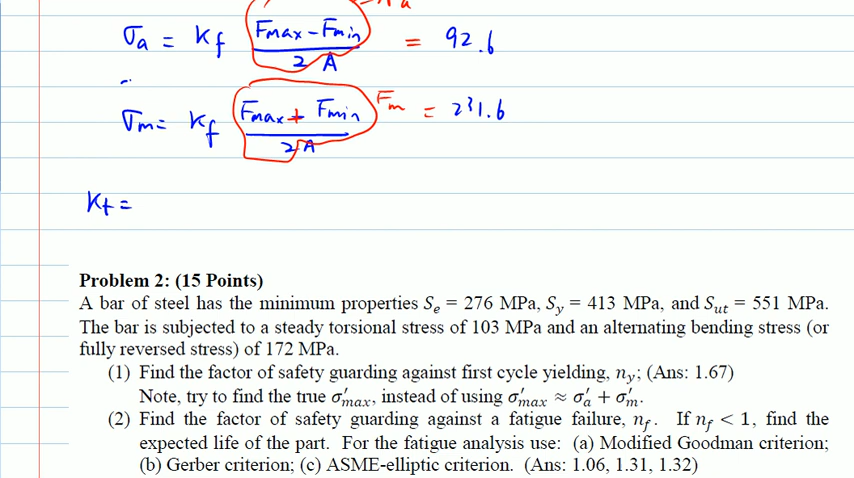 σa = Kf (Fmax - Fmin) / 2A = 92.6
σm = Kf (Fmax + Fmin) / 2A Fm = 231.6
Kf =
Problem 2: (15 Points)
A bar of steel has the minimum properties Se = 276 MPa, Sy = 413 MPa, and Sut = 551 MPa.
The bar is subjected to a steady torsional stress of 103 MPa and an alternating bending stress (or
fully reversed stress) of 172 MPa.
(1) Find the factor of safety guarding against first cycle yielding, ny; (Ans: 1.67)
Note, try to find the true σ′max, instead of using σ′max ≈ σ′a + σ′m.
(2) Find the factor of safety guarding against a fatigue failure, nf. If nf < 1, find the
expected life of the part. For the fatigue analysis use: (a) Modified Goodman criterion;
(b) Gerber criterion; (c) ASME-elliptic criterion. (Ans: 1.06, 1.31, 1.32)